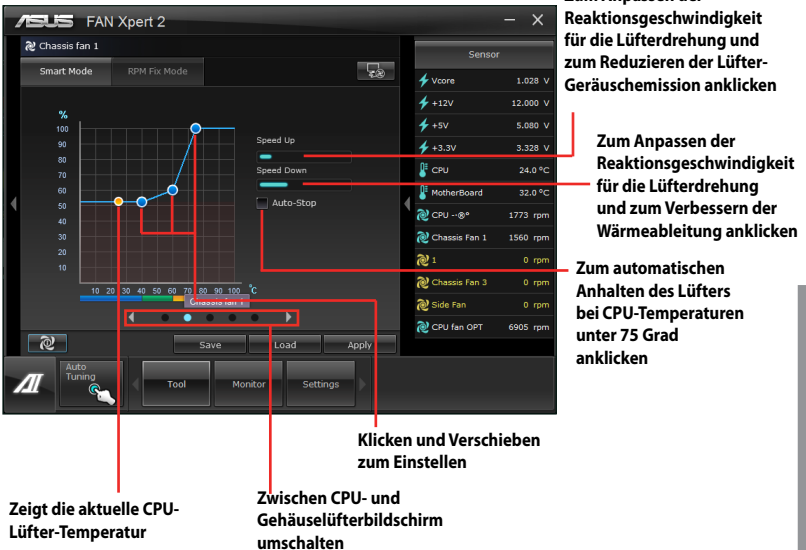 Zum Anpassen der
Reaktionsgeschwindigkeit
für die Lüfterdrehung und
zum Reduzieren der Lüfter-
Geräuschemission anklicken
ASUS FAN Xpert 2
Chassis fan 1
Smart Mode
RPM Fix Mode
%
100
90
80
70
60
50
40
30
20
10
10 20 30 40 50 60 70 80 90 100 °C
Chassis fan 1
Speed Up
Speed Down
Auto-Stop
Sensor
Vcore 1.028 V
+12V 12.000 V
+5V 5.080 V
+3.3V 3.328 V
CPU 24.0 ºC
MotherBoard 32.0 ºC
CPU --®° 1773 rpm
Chassis Fan 1 1560 rpm
1 0 rpm
Chassis Fan 3 0 rpm
Side Fan 0 rpm
CPU fan OPT 6905 rpm
Save
Load
Apply
Auto
Tuning
Tool
Monitor
Settings
Zum Anpassen der
Reaktionsgeschwindigkeit
für die Lüfterdrehung
und zum Verbessern der
Wärmeableitung anklicken
Zum automatischen
Anhalten des Lüfters
bei CPU-Temperaturen
unter 75 Grad
anklicken
Klicken und Verschieben
zum Einstellen
Zwischen CPU- und
Gehäuselüfterbildschirm
umschalten
Zeigt die aktuelle CPU-
Lüfter-Temperatur